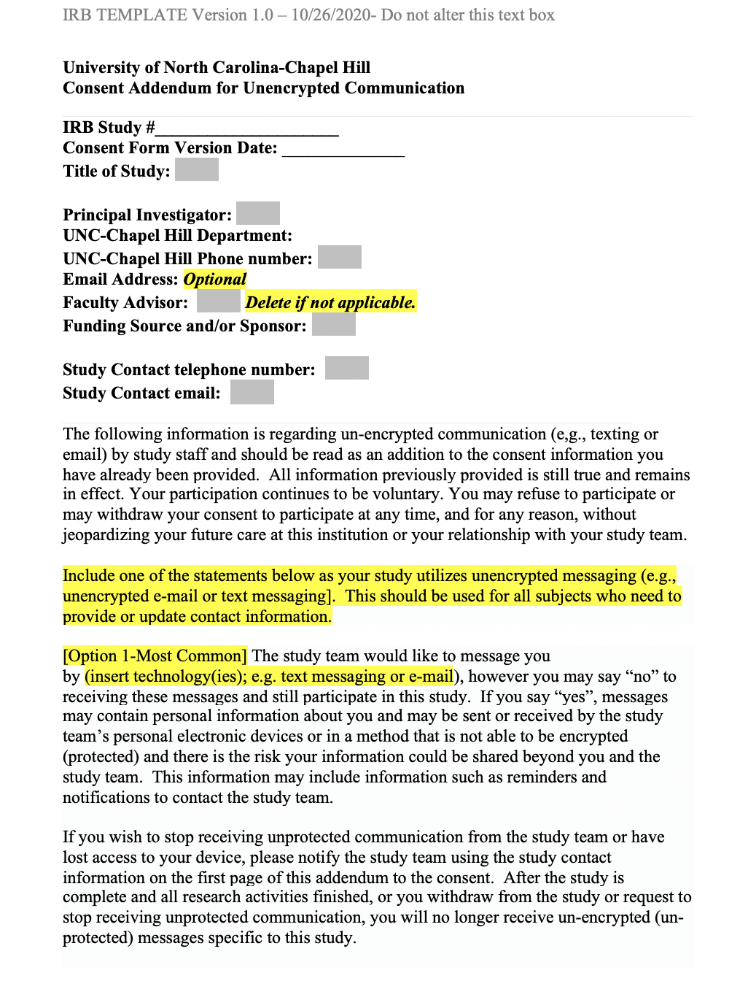 IRB TEMPLATE Version 1.0 – 10/26/2020- Do not alter this text box
University of North Carolina-Chapel Hill
Consent Addendum for Unencrypted Communication
IRB Study #_____________________
Consent Form Version Date: ______________
Title of Study:
Principal Investigator:
UNC-Chapel Hill Department:
UNC-Chapel Hill Phone number:
Email Address: Optional
Faculty Advisor: Delete if not applicable.
Funding Source and/or Sponsor:
Study Contact telephone number:
Study Contact email:
The following information is regarding un-encrypted communication (e,g., texting or
email) by study staff and should be read as an addition to the consent information you
have already been provided.  All information previously provided is still true and remains
in effect. Your participation continues to be voluntary. You may refuse to participate or
may withdraw your consent to participate at any time, and for any reason, without
jeopardizing your future care at this institution or your relationship with your study team.
Include one of the statements below as your study utilizes unencrypted messaging (e.g.,
unencrypted e-mail or text messaging].  This should be used for all subjects who need to
provide or update contact information.
[Option 1-Most Common] The study team would like to message you
by (insert technology(ies); e.g. text messaging or e-mail), however you may say “no” to
receiving these messages and still participate in this study.  If you say “yes”, messages
may contain personal information about you and may be sent or received by the study
team’s personal electronic devices or in a method that is not able to be encrypted
(protected) and there is the risk your information could be shared beyond you and the
study team.  This information may include information such as reminders and
notifications to contact the study team.
If you wish to stop receiving unprotected communication from the study team or have
lost access to your device, please notify the study team using the study contact
information on the first page of this addendum to the consent.  After the study is
complete and all research activities finished, or you withdraw from the study or request to
stop receiving unprotected communication, you will no longer receive un-encrypted (un-
protected) messages specific to this study.